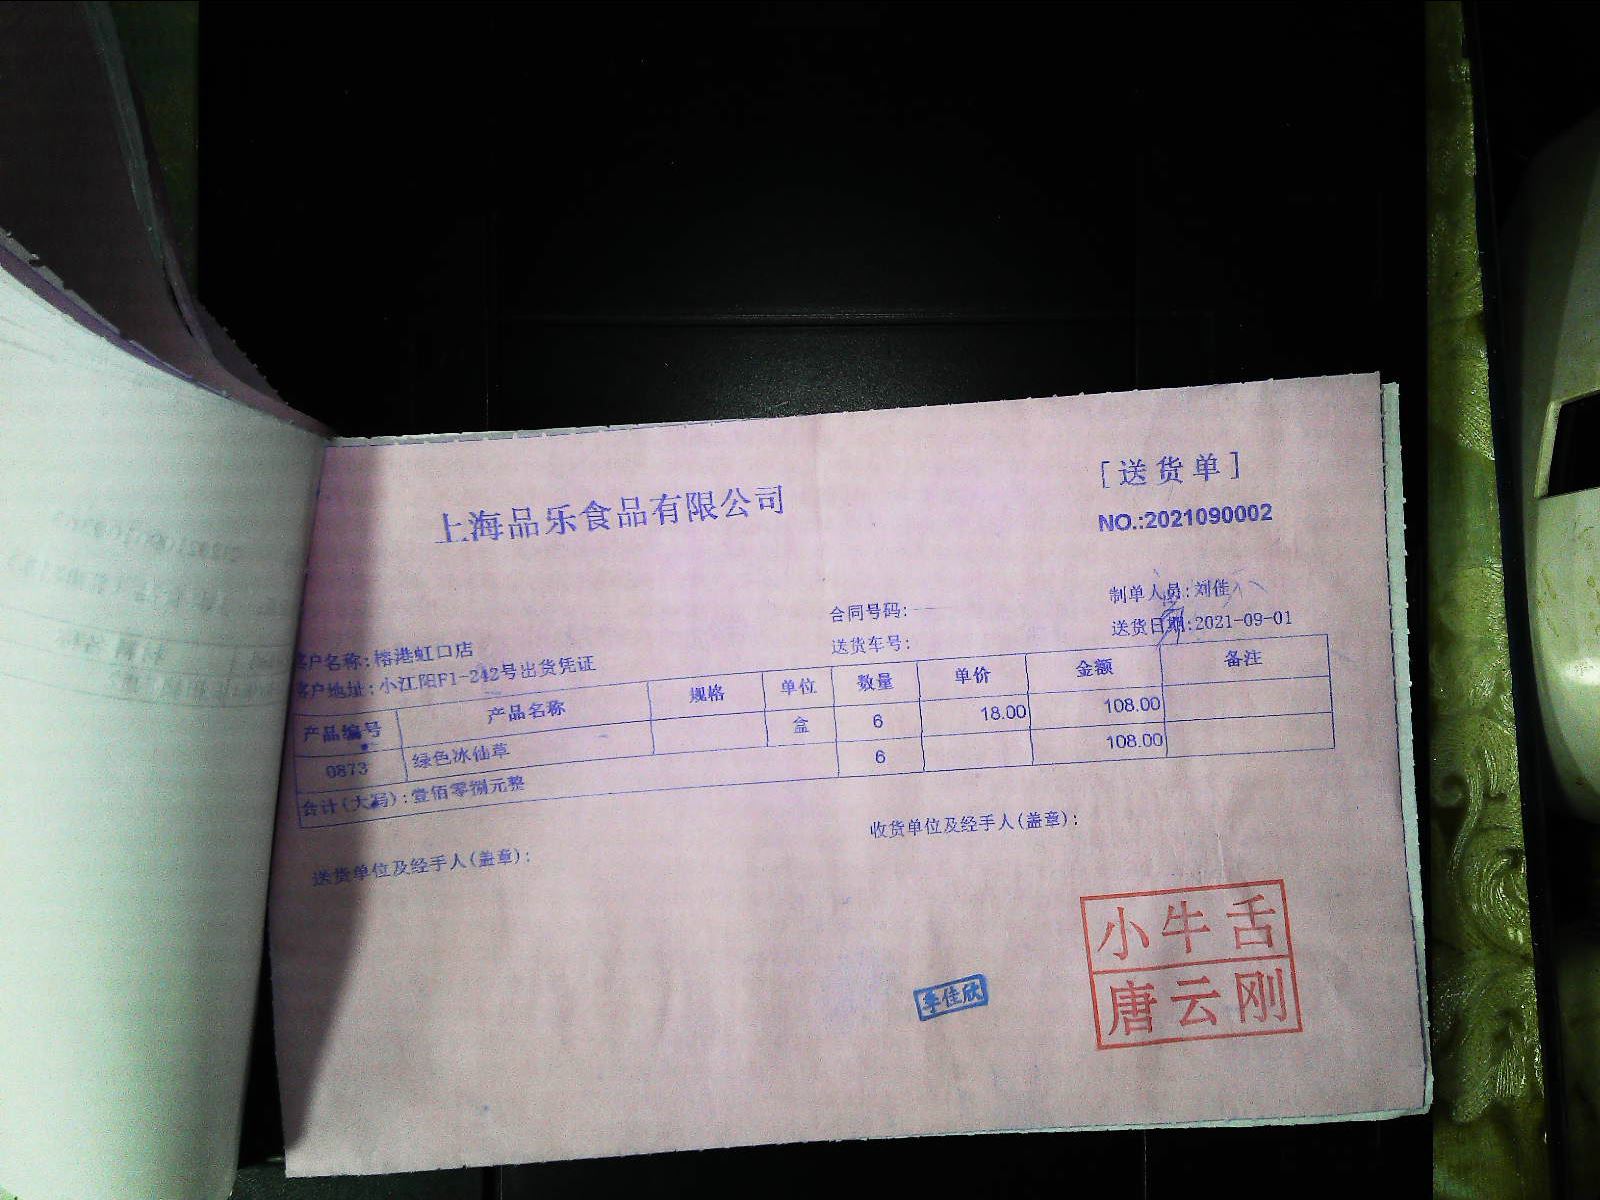 [送货单]
上海品乐食品有限公司
NO.:2021090002
合同号码:
制单人员:刘佳
客户名称:榕港虹口店
送货车号:
送货日期:2021-09-01
客户地址:小江阳F1-242号出货凭证
产品编号 产品名称 规格 单位 数量 单价 金额 备注
0873 绿色冰仙草 盒 6 18.00 108.00
合计(大写):壹佰零捌元整 6 108.00
送货单位及经手人(盖章):
收货单位及经手人(盖章):
小牛舌
唐云刚
李佳欣